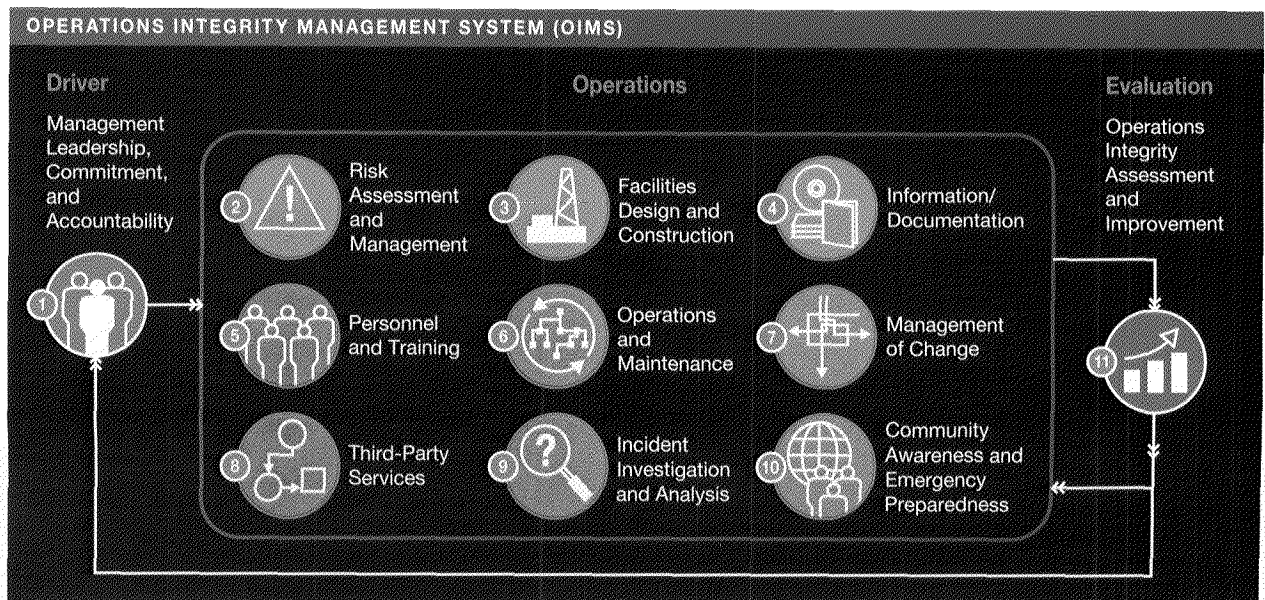 OPERATIONS INTEGRITY MANAGEMENT SYSTEM (OIMS)
Driver
Management
Leadership,
Commitment,
and
Accountability
1
Operations
2
Risk
Assessment
and
Management
3
Facilities
Design and
Construction
4
Information/
Documentation
5
Personnel
and Training
6
Operations
and
Maintenance
7
Management
of Change
8
Third-Party
Services
9
?
Incident
Investigation
and Analysis
10
Community
Awareness and
Emergency
Preparedness
Evaluation
Operations
Integrity
Assessment
and
Improvement
11